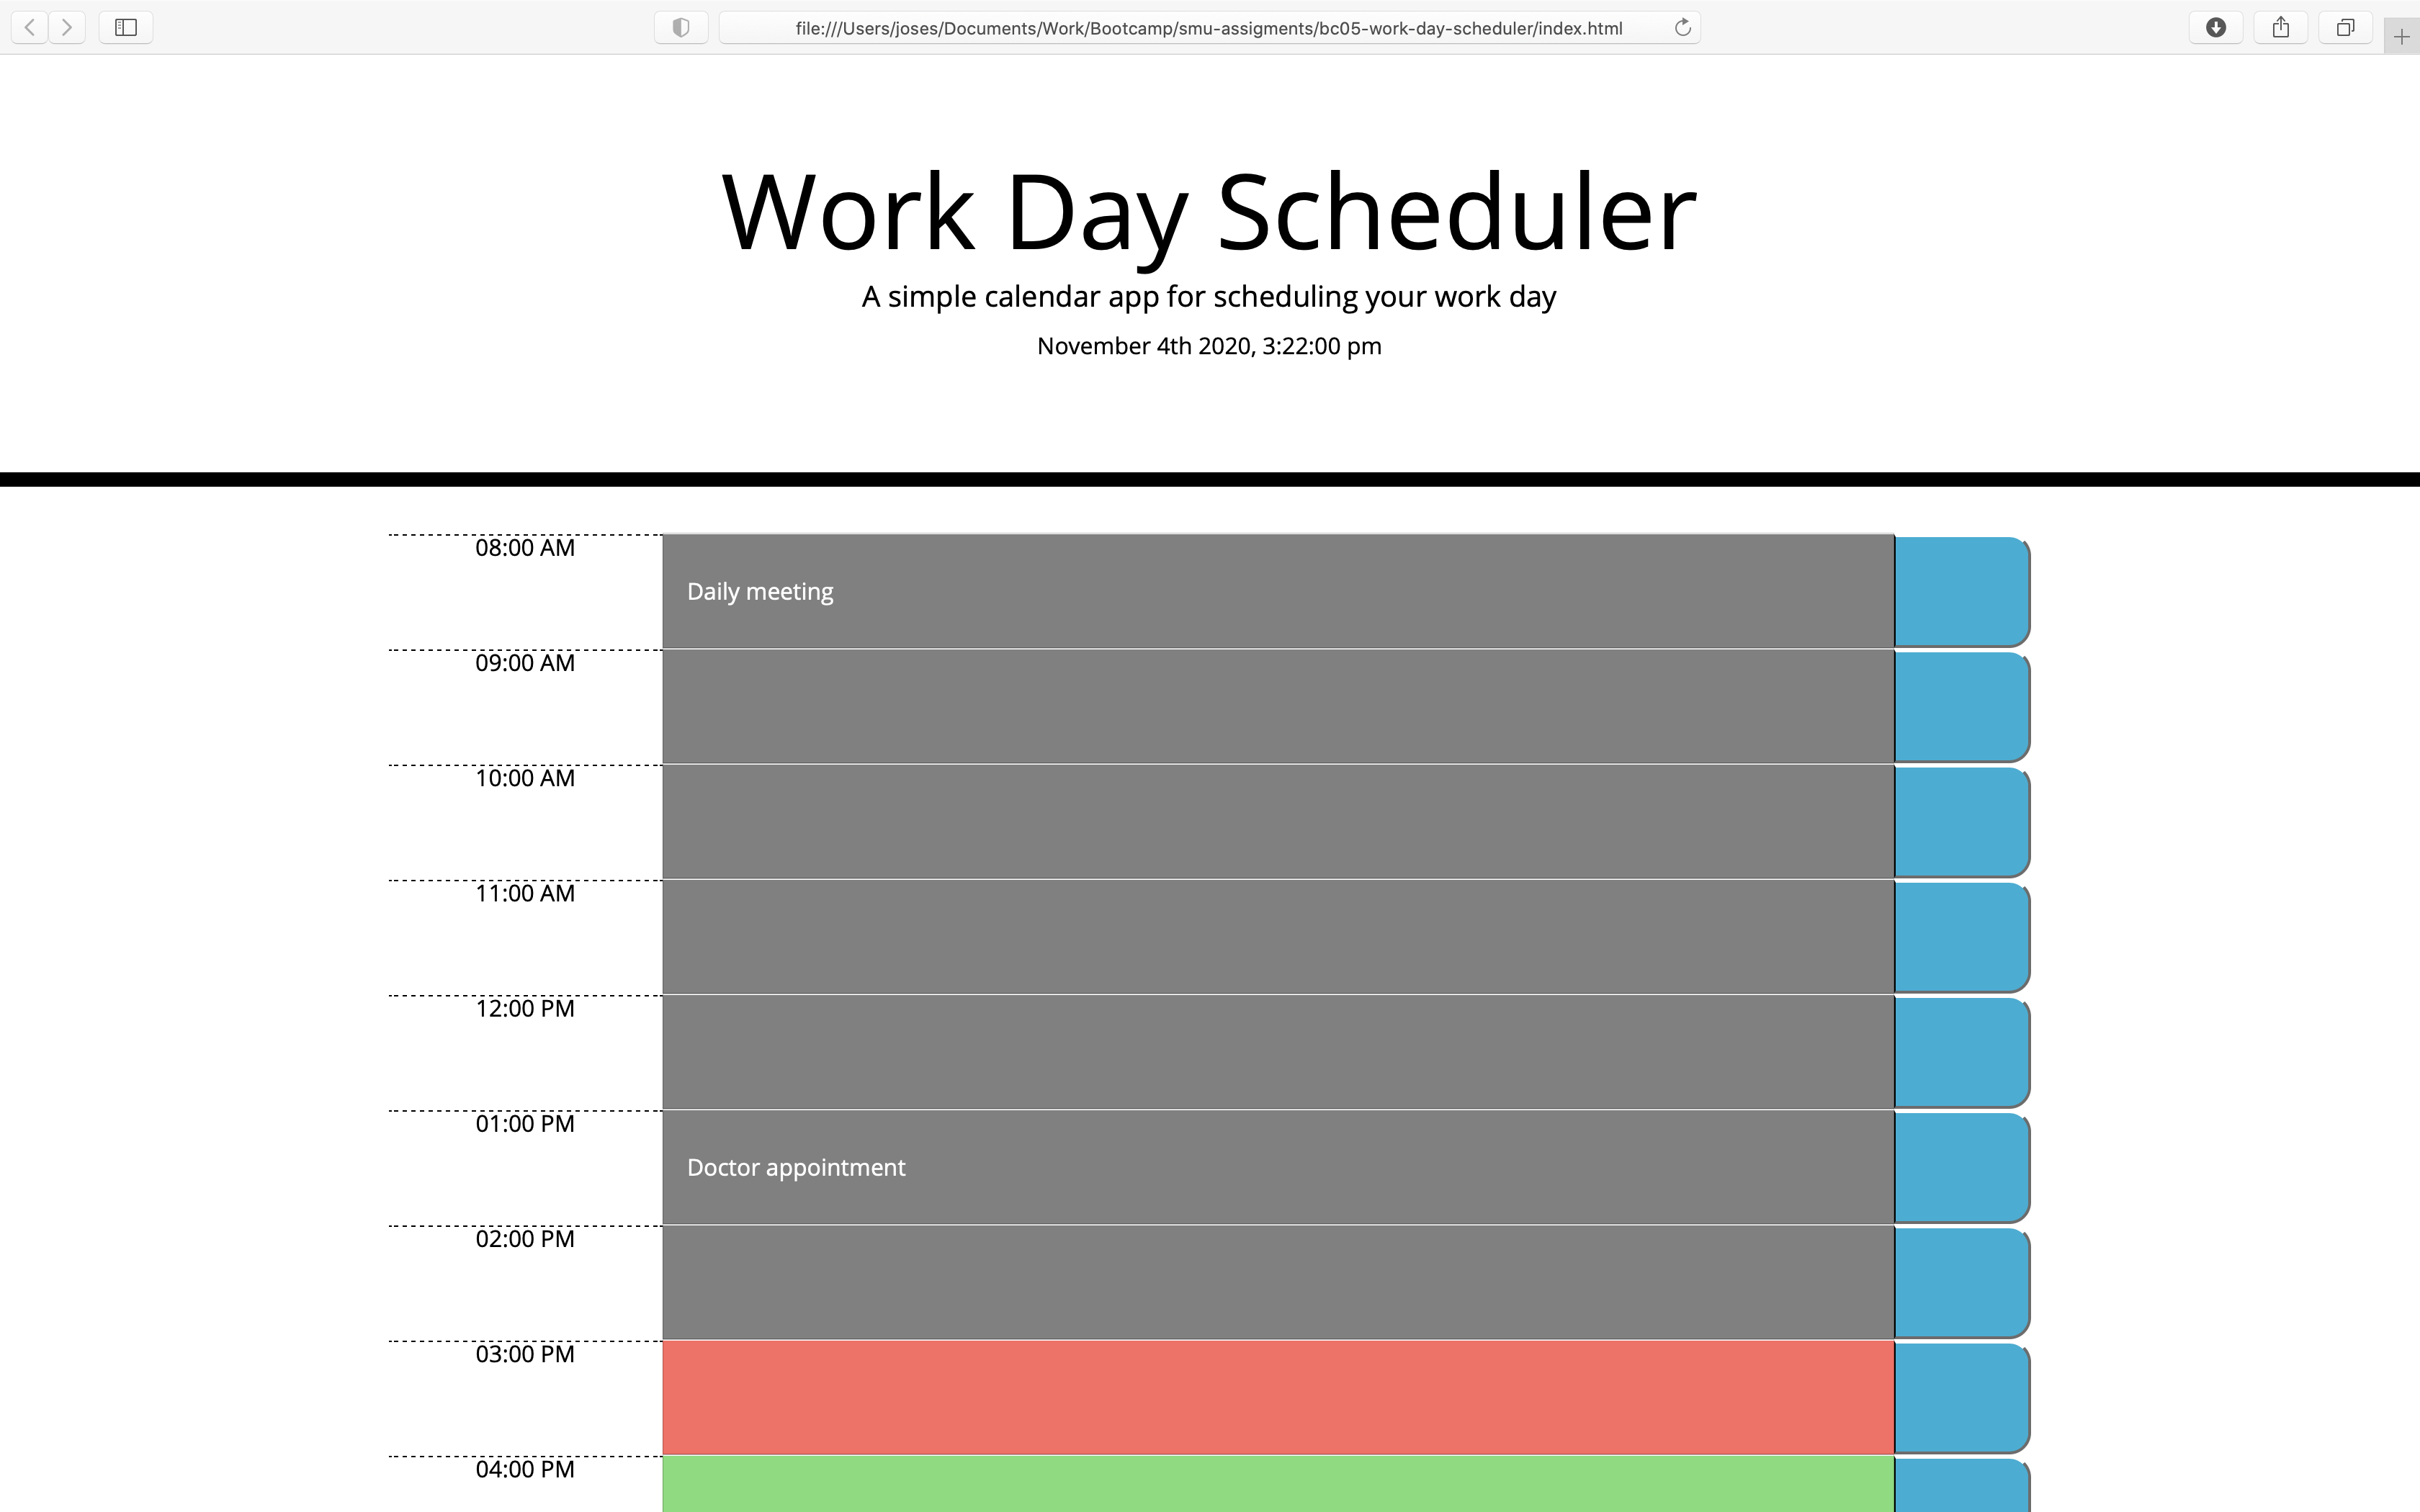 file:///Users/joses/Documents/Work/Bootcamp/smu-assigments/bc05-work-day-scheduler/index.html
Work Day Scheduler
A simple calendar app for scheduling your work day
November 4th 2020, 3:22:00 pm
08:00 AM
Daily meeting
09:00 AM
10:00 AM
11:00 AM
12:00 PM
01:00 PM
Doctor appointment
02:00 PM
03:00 PM
04:00 PM